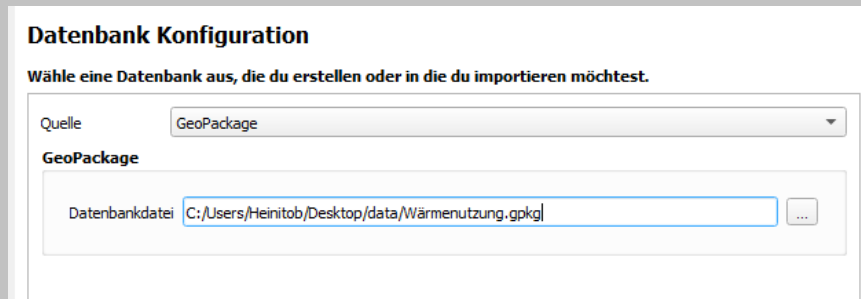 Datenbank Konfiguration
Wähle eine Datenbank aus, die du erstellen oder in die du importieren möchtest.
Quelle GeoPackage
GeoPackage
Datenbankdatei C:/Users/Heinitob/Desktop/data/Wärmenutzung.gpkg ...